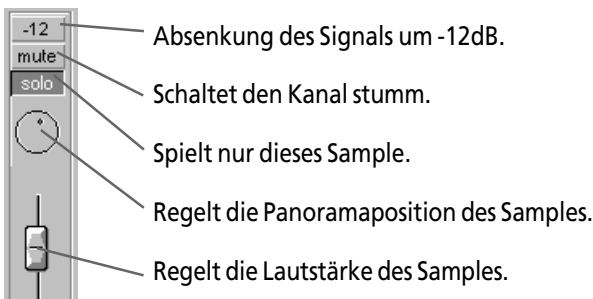 -12
Absenkung des Signals um -12dB.
mute
Schaltet den Kanal stumm.
solo
Spielt nur dieses Sample.
Regelt die Panoramaposition des Samples.
Regelt die Lautstärke des Samples.